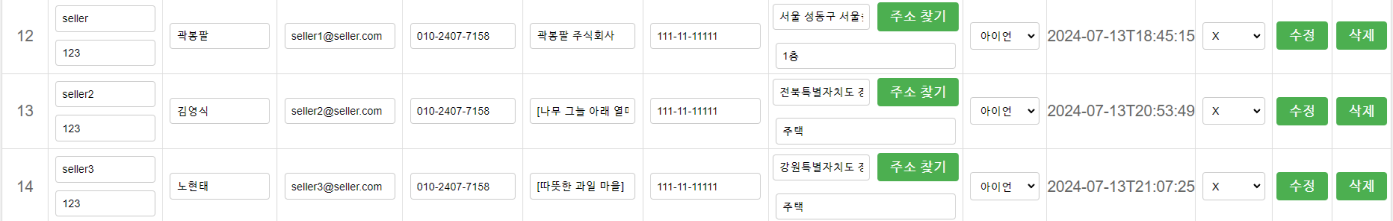 12
seller
123
곽봉팔
seller1@seller.com
010-2407-7158
곽봉팔 주식회사
111-11-11111
서울 성동구 서울
주소 찾기
1층
아이언
2024-07-13T18:45:15
X
수정
삭제
13
seller2
123
김영식
seller2@seller.com
010-2407-7158
[나무 그늘 아래 열매
111-11-11111
전북특별자치도
주소 찾기
주택
아이언
2024-07-13T20:53:49
X
수정
삭제
14
seller3
123
노현태
seller3@seller.com
010-2407-7158
[따뜻한 과일 마을]
111-11-11111
강원특별자치도
주소 찾기
주택
아이언
2024-07-13T21:07:25
X
수정
삭제